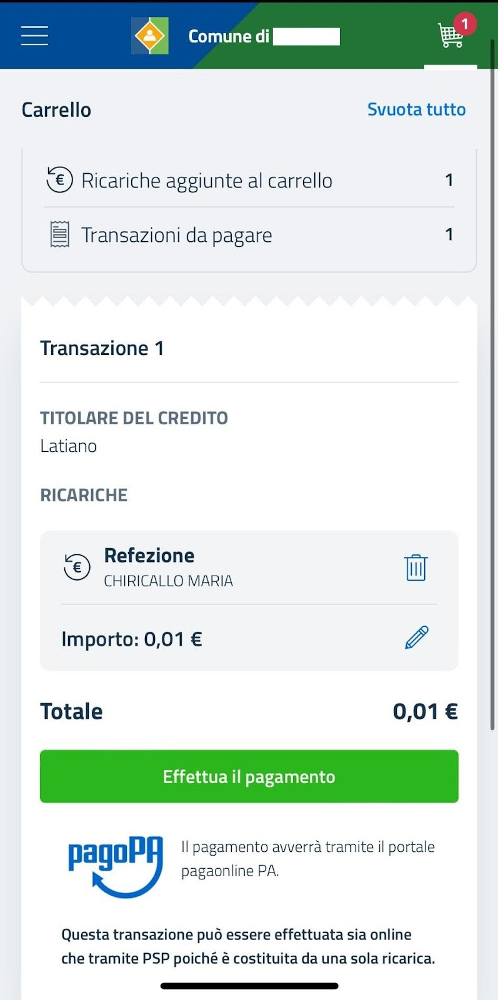 Comune di
1
Carrello
Svuota tutto
Ricariche aggiunte al carrello 1
Transazioni da pagare 1
Transazione 1
TITOLARE DEL CREDITO
Latiano
RICARICHE
Refezione
CHIRICALLO MARIA
Importo: 0,01 €
Totale 0,01 €
Effettua il pagamento
pagoPA
Il pagamento avverrà tramite il portale
pagaonline PA.
Questa transazione può essere effettuata sia online
che tramite PSP poiché è costituita da una sola ricarica.